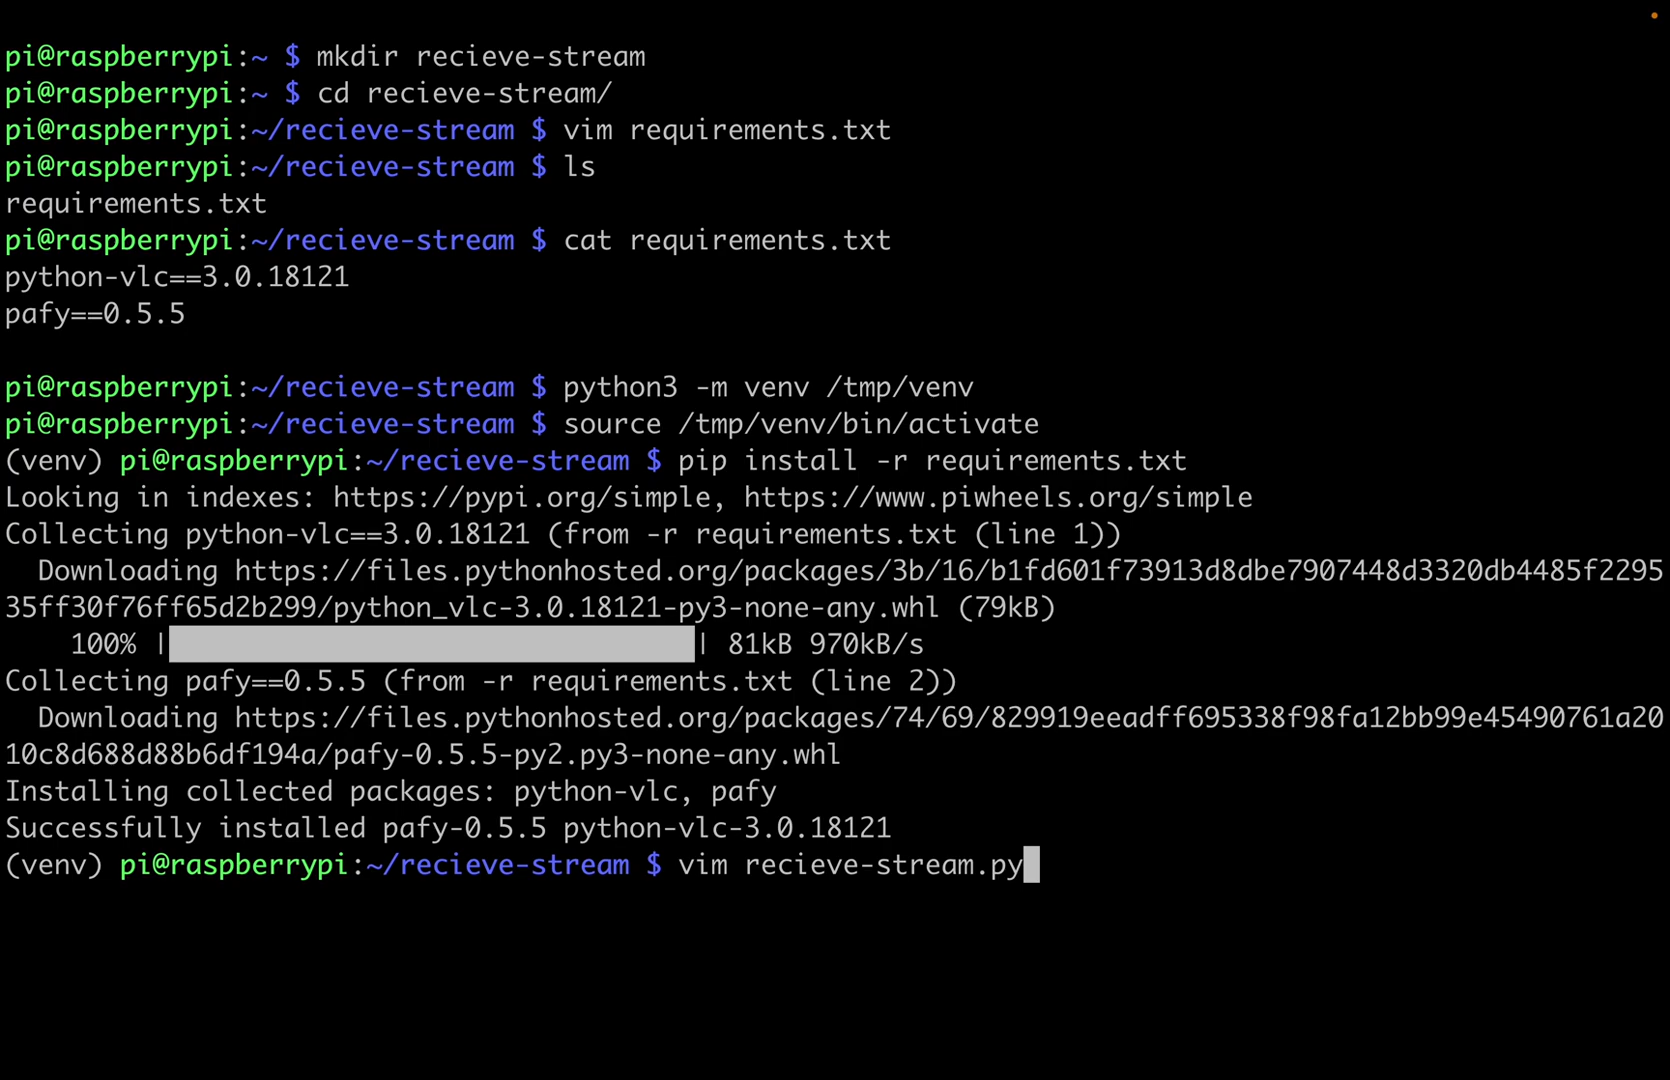 pi@raspberrypi:~ $ mkdir recieve-stream
pi@raspberrypi:~ $ cd recieve-stream/
pi@raspberrypi:~/recieve-stream $ vim requirements.txt
pi@raspberrypi:~/recieve-stream $ ls
requirements.txt
pi@raspberrypi:~/recieve-stream $ cat requirements.txt
python-vlc==3.0.18121
pafy==0.5.5
pi@raspberrypi:~/recieve-stream $ python3 -m venv /tmp/venv
pi@raspberrypi:~/recieve-stream $ source /tmp/venv/bin/activate
(venv) pi@raspberrypi:~/recieve-stream $ pip install -r requirements.txt
Looking in indexes: https://pypi.org/simple, https://www.piwheels.org/simple
Collecting python-vlc==3.0.18121 (from -r requirements.txt (line 1))
  Downloading https://files.pythonhosted.org/packages/3b/16/b1fd601f73913d8dbe7907448d3320db4485f2295
35ff30f76ff65d2b299/python_vlc-3.0.18121-py3-none-any.whl (79kB)
    100% |████████████████████████████████| 81kB 970kB/s
Collecting pafy==0.5.5 (from -r requirements.txt (line 2))
  Downloading https://files.pythonhosted.org/packages/74/69/829919eeadff695338f98fa12bb99e45490761a20
10c8d688d88b6df194a/pafy-0.5.5-py2.py3-none-any.whl
Installing collected packages: python-vlc, pafy
Successfully installed pafy-0.5.5 python-vlc-3.0.18121
(venv) pi@raspberrypi:~/recieve-stream $ vim recieve-stream.py